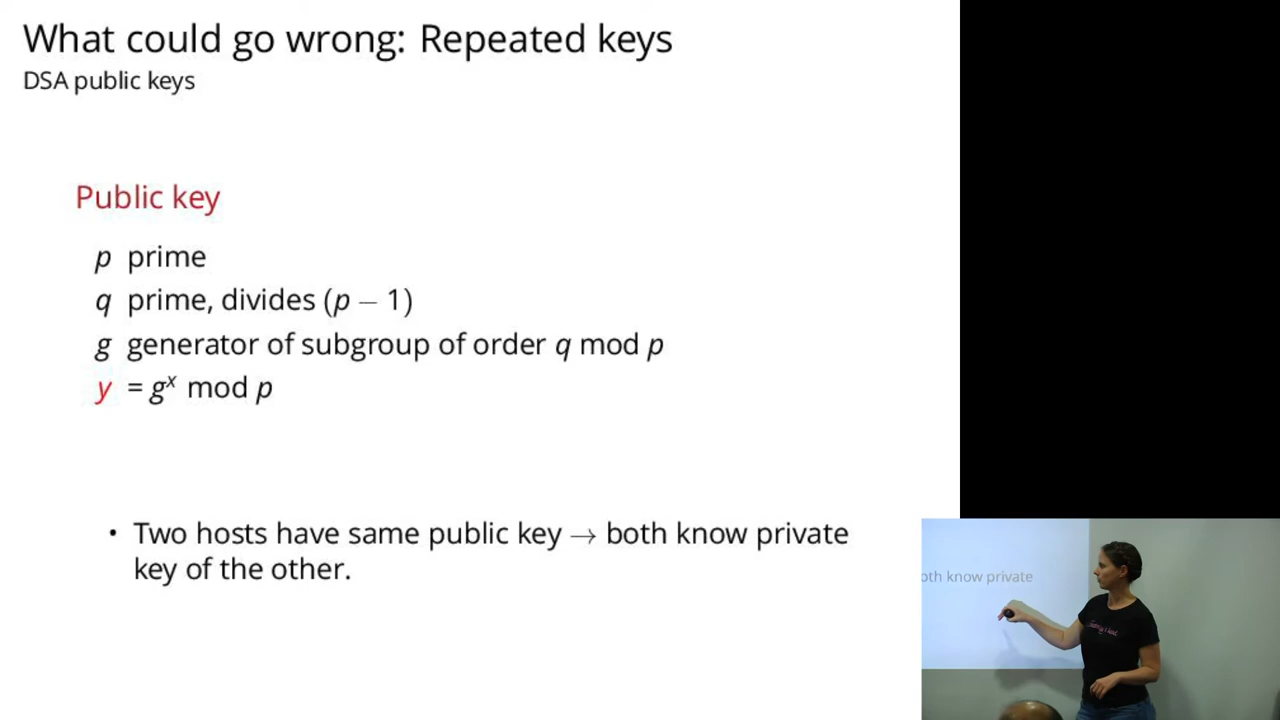 What could go wrong: Repeated keys
DSA public keys
Public key
p prime
q prime, divides (p − 1)
g generator of subgroup of order q mod p
y = gˣ mod p
• Two hosts have same public key → both know private
key of the other.
oth know private